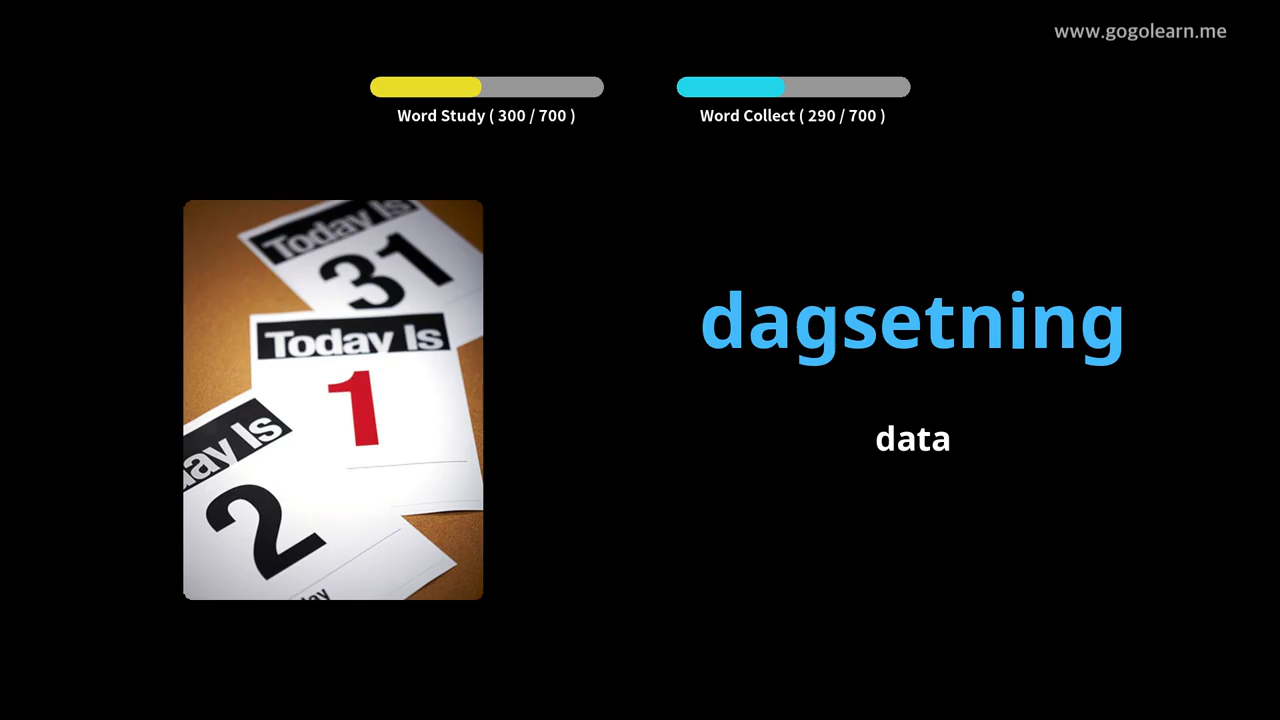 www.gogolearn.me
Word Study ( 300 / 700 )
Word Collect ( 290 / 700 )
Today Is
31
Today Is
1
ay Is
2
dagsetning
data